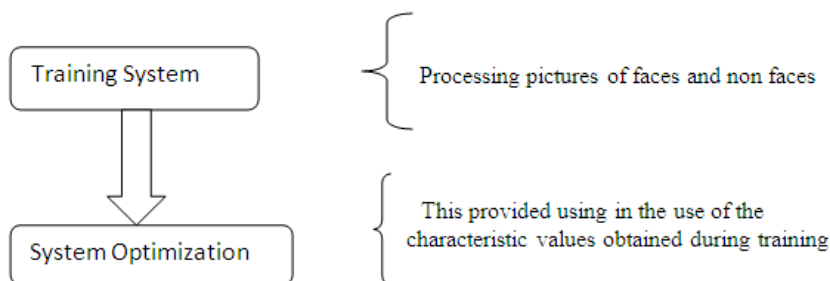 Training System
Processing pictures of faces and non faces
System Optimization
This provided using in the use of the
characteristic values obtained during training